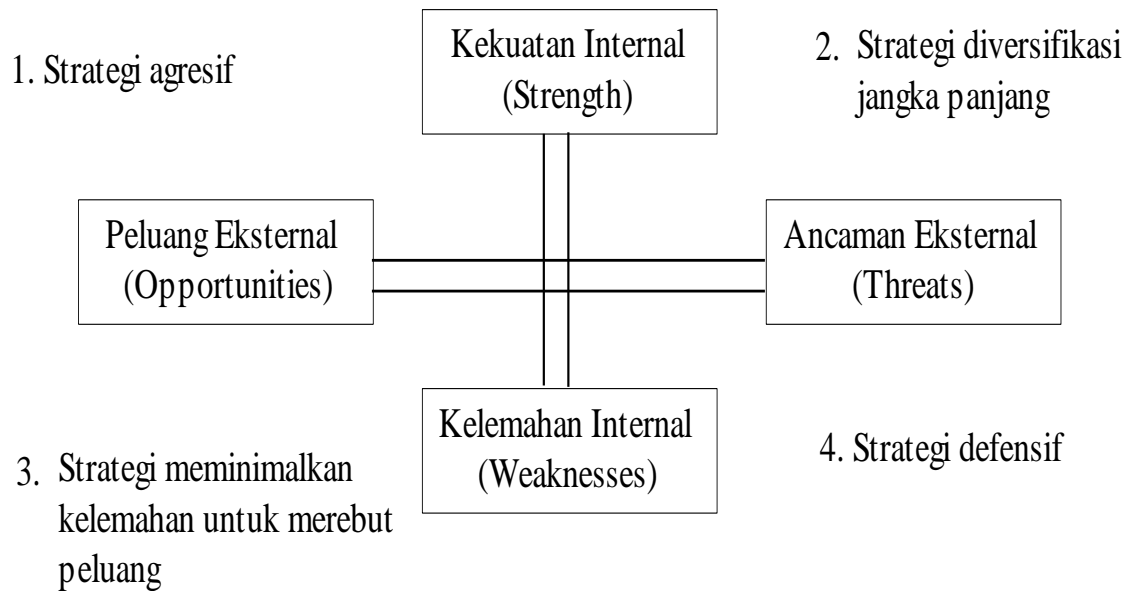 Kekuatan Internal
(Strength)
1. Strategi agresif
2. Strategi diversifikasi
jangka panjang
Peluang Eksternal
(Opportunities)
Ancaman Eksternal
(Threats)
Kelemahan Internal
(Weaknesses)
3. Strategi meminimalkan
kelemahan untuk merebut
peluang
4. Strategi defensif